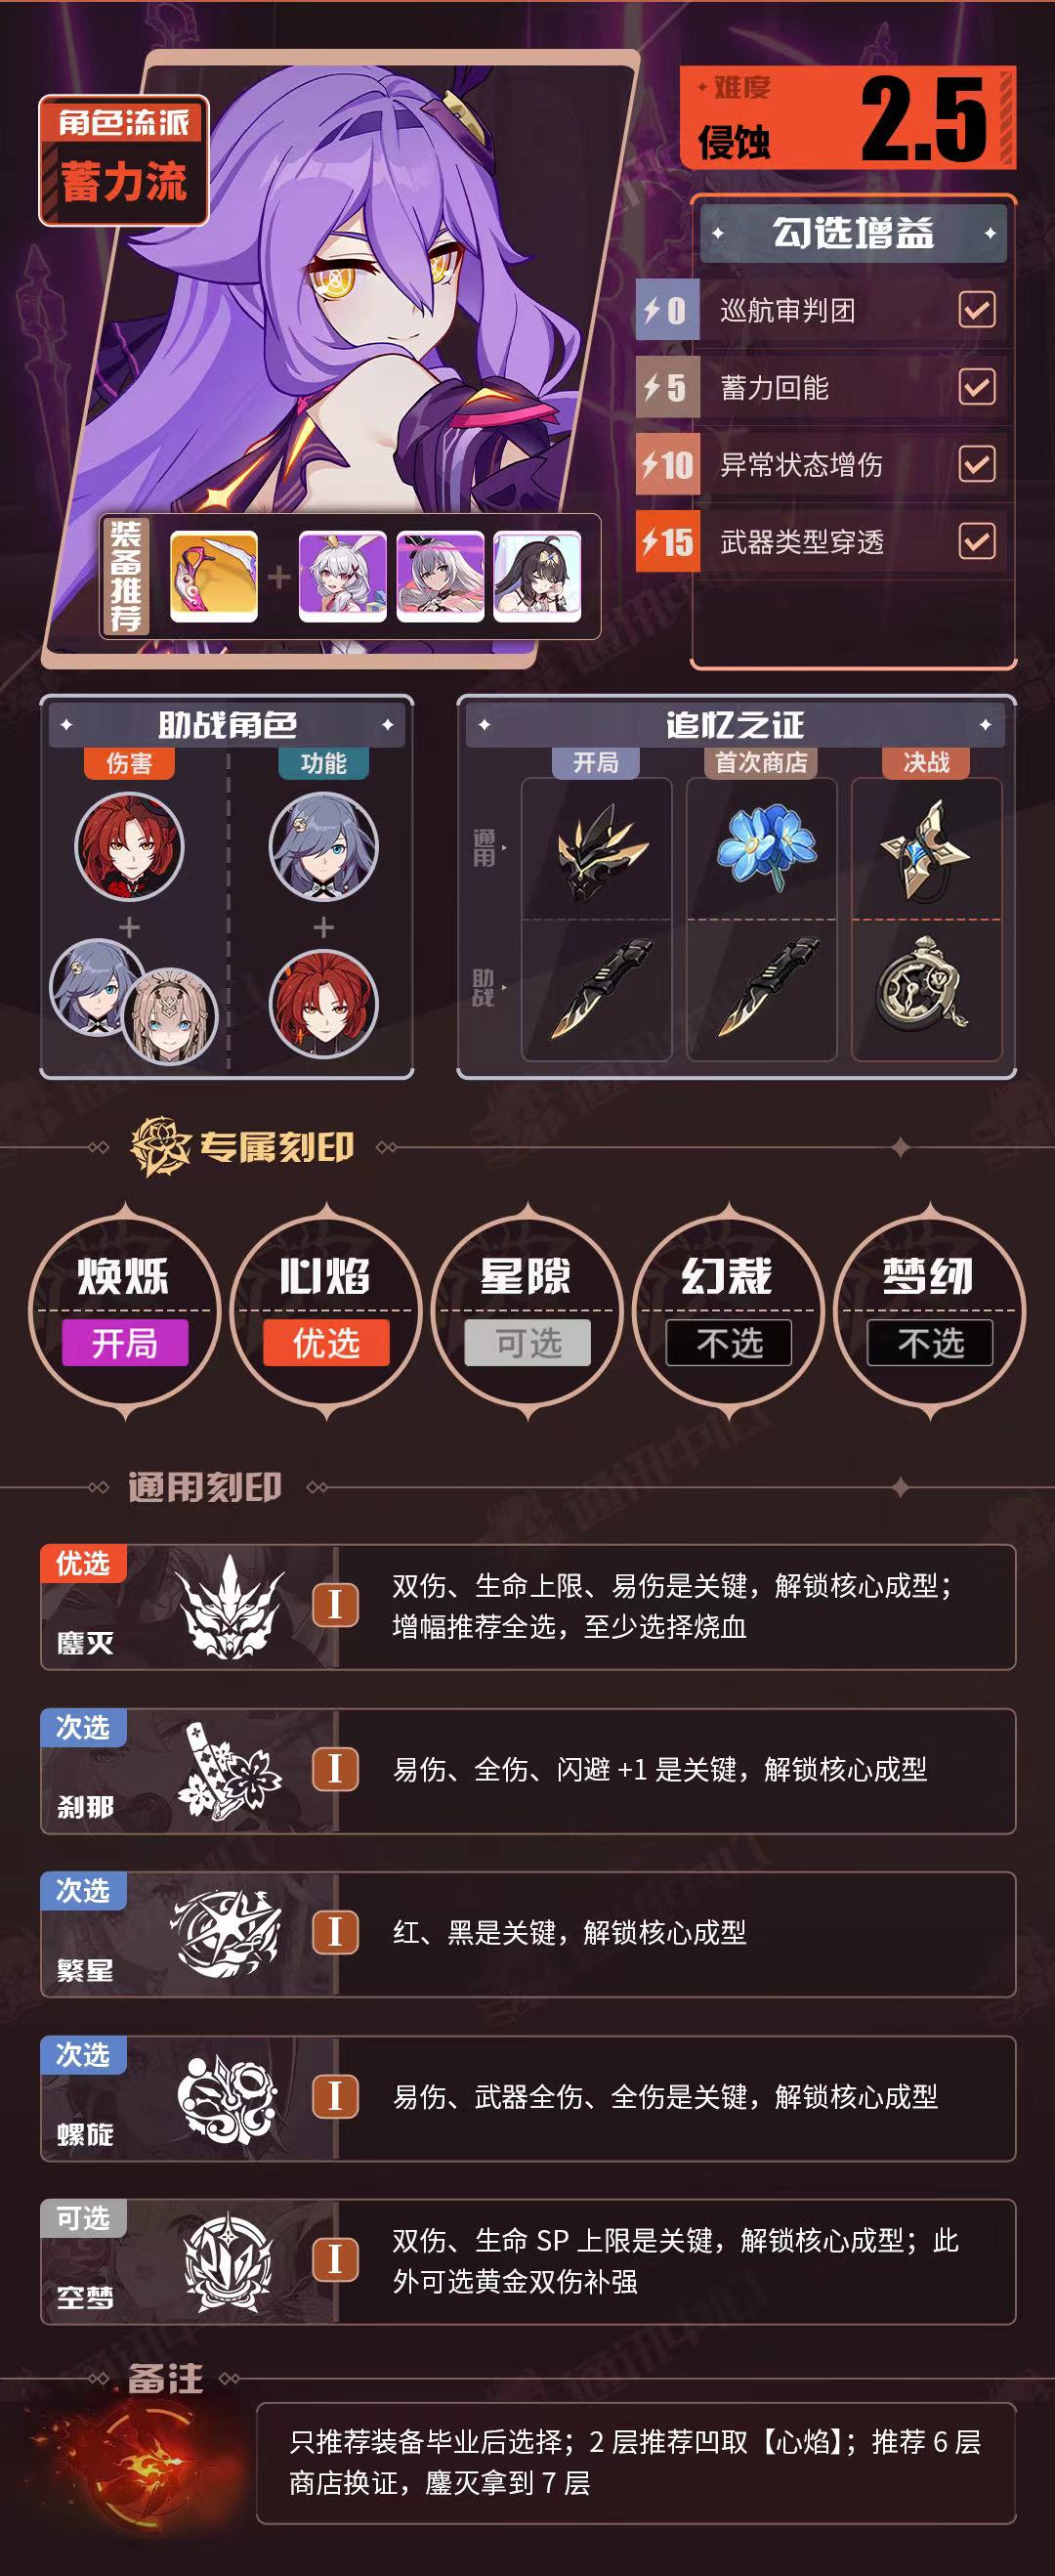 角色流派
蓄力流
难度
侵蚀
2.5
勾选增益
0 巡航审判团
5 蓄力回能
10 异常状态增伤
15 武器类型穿透
装备推荐
助战角色
伤害
功能
追忆之证
开局
首次商店
决战
通用
助战
专属刻印
焕烁
开局
心焰
优选
星隙
可选
幻裁
不选
梦纫
不选
通用刻印
优选
鏖灭
I
双伤、生命上限、易伤是关键，解锁核心成型；
增幅推荐全选，至少选择烧血
次选
刹那
I
易伤、全伤、闪避 +1 是关键，解锁核心成型
次选
繁星
I
红、黑是关键，解锁核心成型
次选
螺旋
I
易伤、武器全伤、全伤是关键，解锁核心成型
可选
空梦
I
双伤、生命 SP 上限是关键，解锁核心成型；此
外可选黄金双伤补强
备注
只推荐装备毕业后选择；2 层推荐凹取【心焰】；推荐 6 层
商店换证，鏖灭拿到 7 层